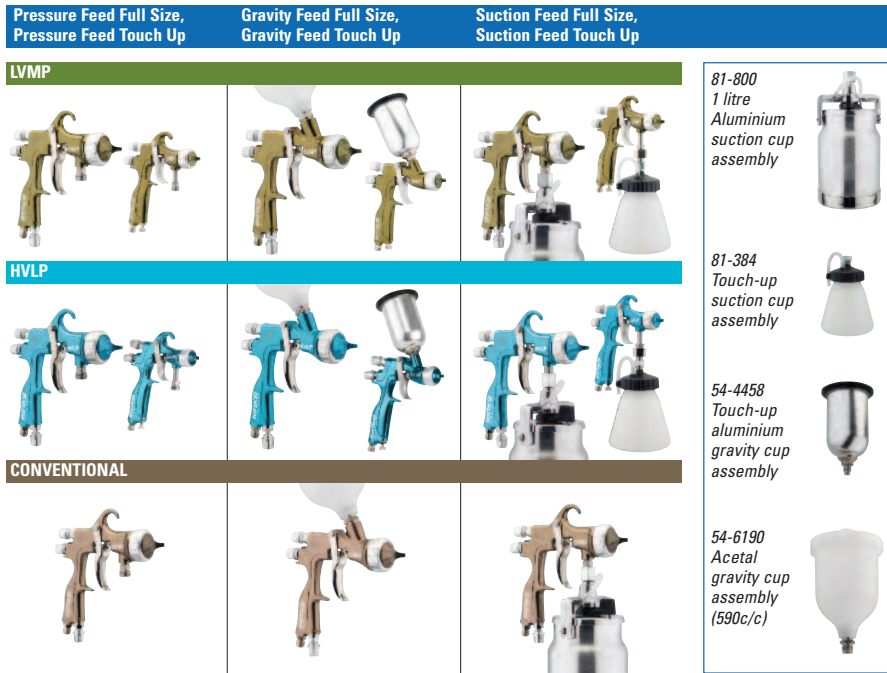 Pressure Feed Full Size,
Pressure Feed Touch Up
Gravity Feed Full Size,
Gravity Feed Touch Up
Suction Feed Full Size,
Suction Feed Touch Up
LVMP
HVLP
CONVENTIONAL
81-800
1 litre
Aluminium
suction cup
assembly
81-384
Touch-up
suction cup
assembly
54-4458
Touch-up
aluminium
gravity cup
assembly
54-6190
Acetal
gravity cup
assembly
(590c/c)